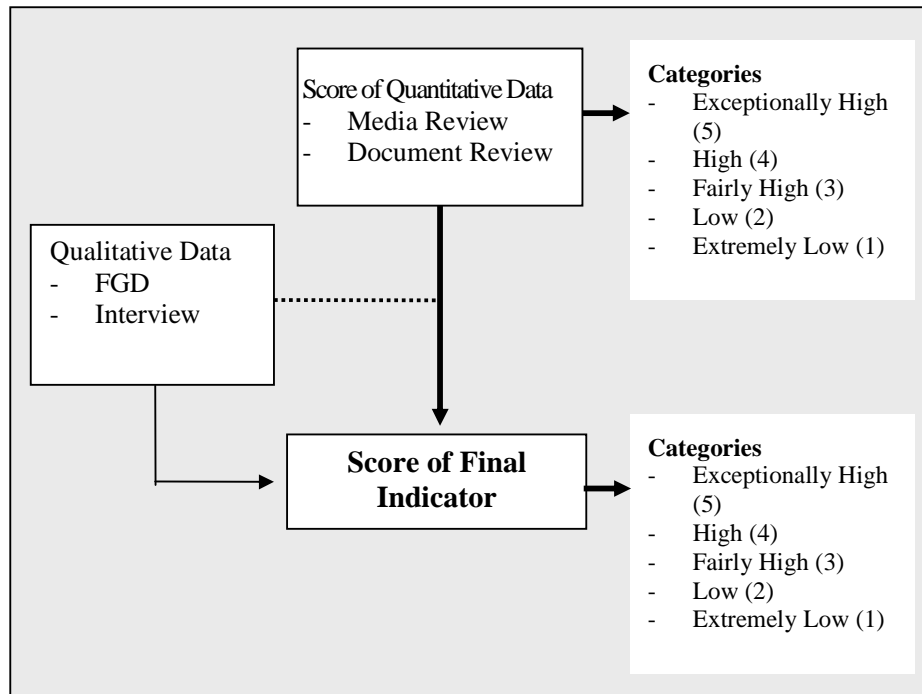 Score of Quantitative Data
- Media Review
- Document Review
Categories
- Exceptionally High
(5)
- High (4)
- Fairly High (3)
- Low (2)
- Extremely Low (1)
Qualitative Data
- FGD
- Interview
Score of Final
Indicator
Categories
- Exceptionally High
(5)
- High (4)
- Fairly High (3)
- Low (2)
- Extremely Low (1)